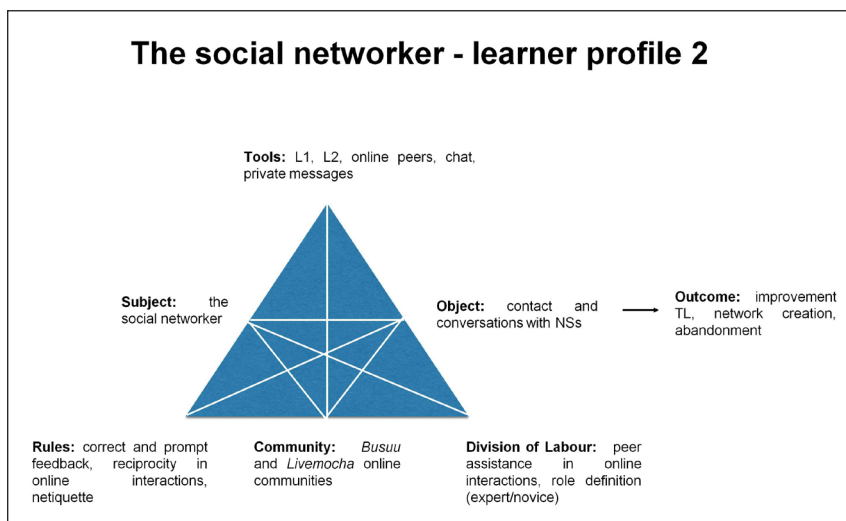 The social networker - learner profile 2
Tools: L1, L2, online peers, chat,
private messages
Subject: the
social networker
Object: contact and
conversations with NSs
Outcome: improvement
TL, network creation,
abandonment
Rules: correct and prompt
feedback, reciprocity in
online interactions,
netiquette
Community: Busuu
and Livemocha online
communities
Division of Labour: peer
assistance in online
interactions, role definition
(expert/novice)